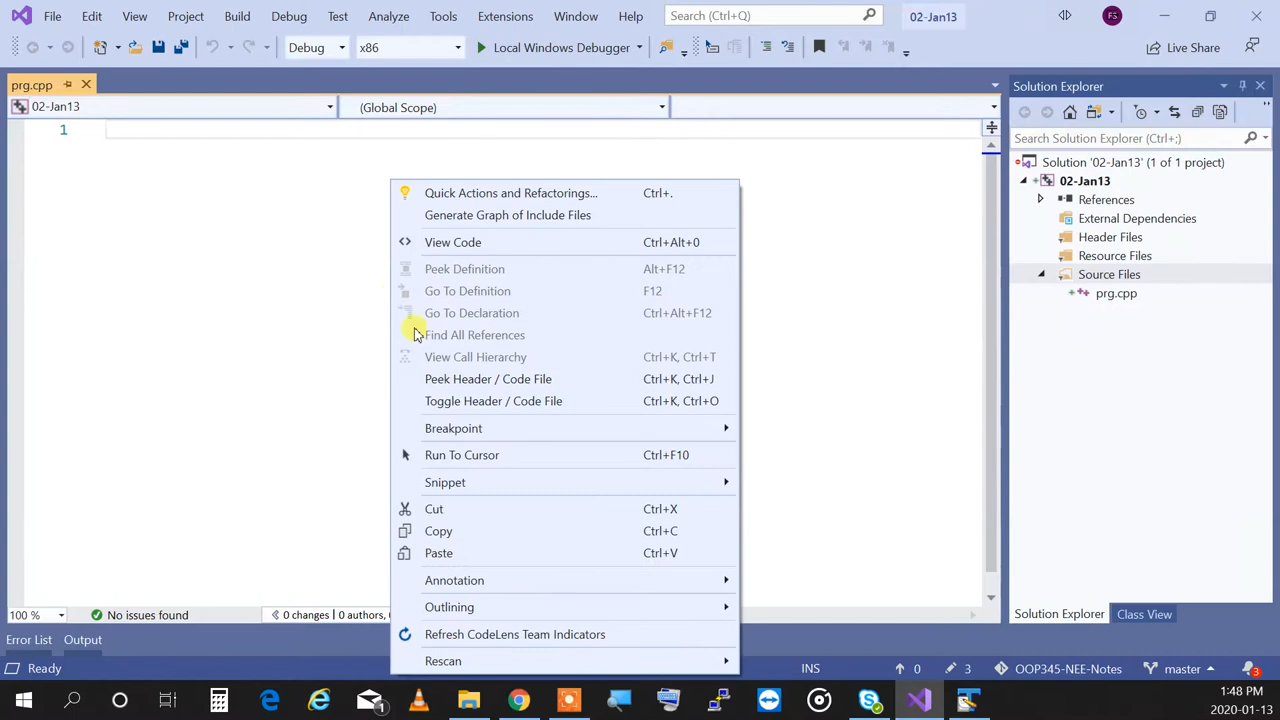 File Edit View Project Build Debug Test Analyze Tools Extensions Window Help Search (Ctrl+Q) 02-Jan13 FS
Debug x86 Local Windows Debugger Live Share
prg.cpp
02-Jan13 (Global Scope)
1
Quick Actions and Refactorings... Ctrl+.
Generate Graph of Include Files
View Code Ctrl+Alt+0
Peek Definition Alt+F12
Go To Definition F12
Go To Declaration Ctrl+Alt+F12
Find All References
View Call Hierarchy Ctrl+K, Ctrl+T
Peek Header / Code File Ctrl+K, Ctrl+J
Toggle Header / Code File Ctrl+K, Ctrl+O
Breakpoint
Run To Cursor Ctrl+F10
Snippet
Cut Ctrl+X
Copy Ctrl+C
Paste Ctrl+V
Annotation
Outlining
Refresh CodeLens Team Indicators
Rescan
Solution Explorer
Search Solution Explorer (Ctrl+;)
Solution '02-Jan13' (1 of 1 project)
02-Jan13
References
External Dependencies
Header Files
Resource Files
Source Files
prg.cpp
Solution Explorer Class View
100 % No issues found 0 changes | 0 authors,
Error List Output
Ready INS 0 3 OOP345-NEE-Notes master 3
1
1:48 PM
2020-01-13